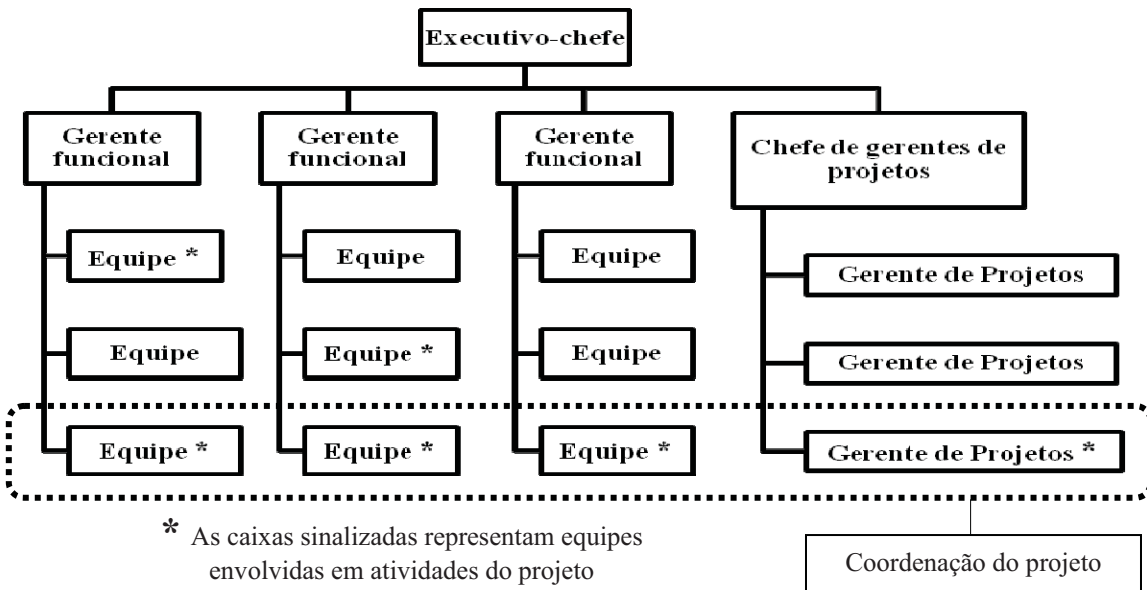 Executivo-chefe
Gerente
funcional
Gerente
funcional
Gerente
funcional
Chefe de gerentes de
projetos
Equipe *
Equipe
Equipe
Gerente de Projetos
Equipe
Equipe *
Equipe
Gerente de Projetos
Equipe *
Equipe *
Equipe *
Gerente de Projetos *
* As caixas sinalizadas representam equipes
envolvidas em atividades do projeto
Coordenação do projeto